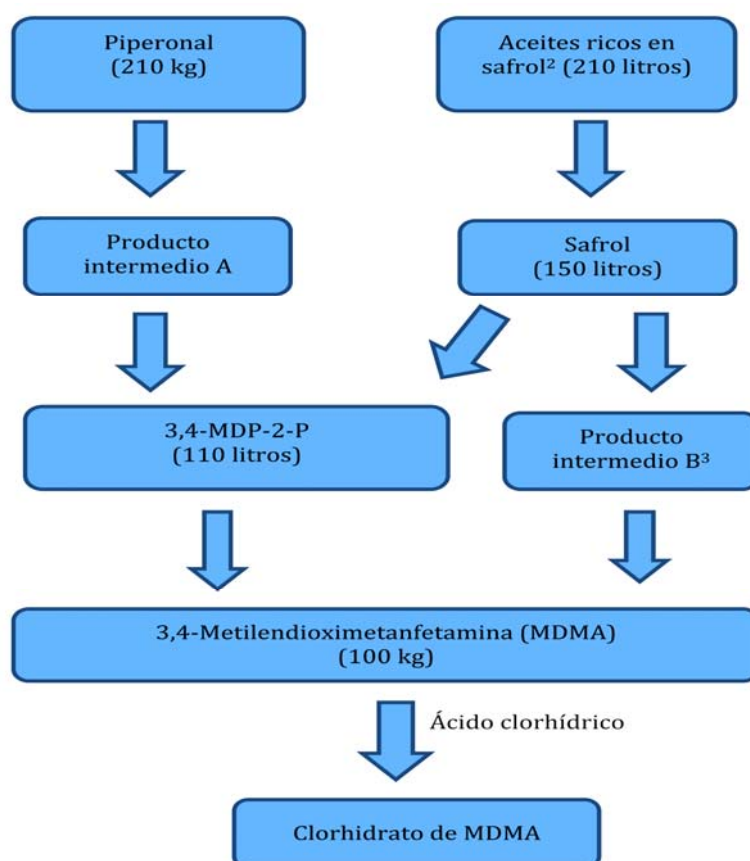 Piperonal
(210 kg)
Aceites ricos en
safrol² (210 litros)
Producto
intermedio A
Safrol
(150 litros)
3,4-MDP-2-P
(110 litros)
Producto
intermedio B³
3,4-Metilendioximetanfetamina (MDMA)
(100 kg)
Ácido clorhídrico
Clorhidrato de MDMA